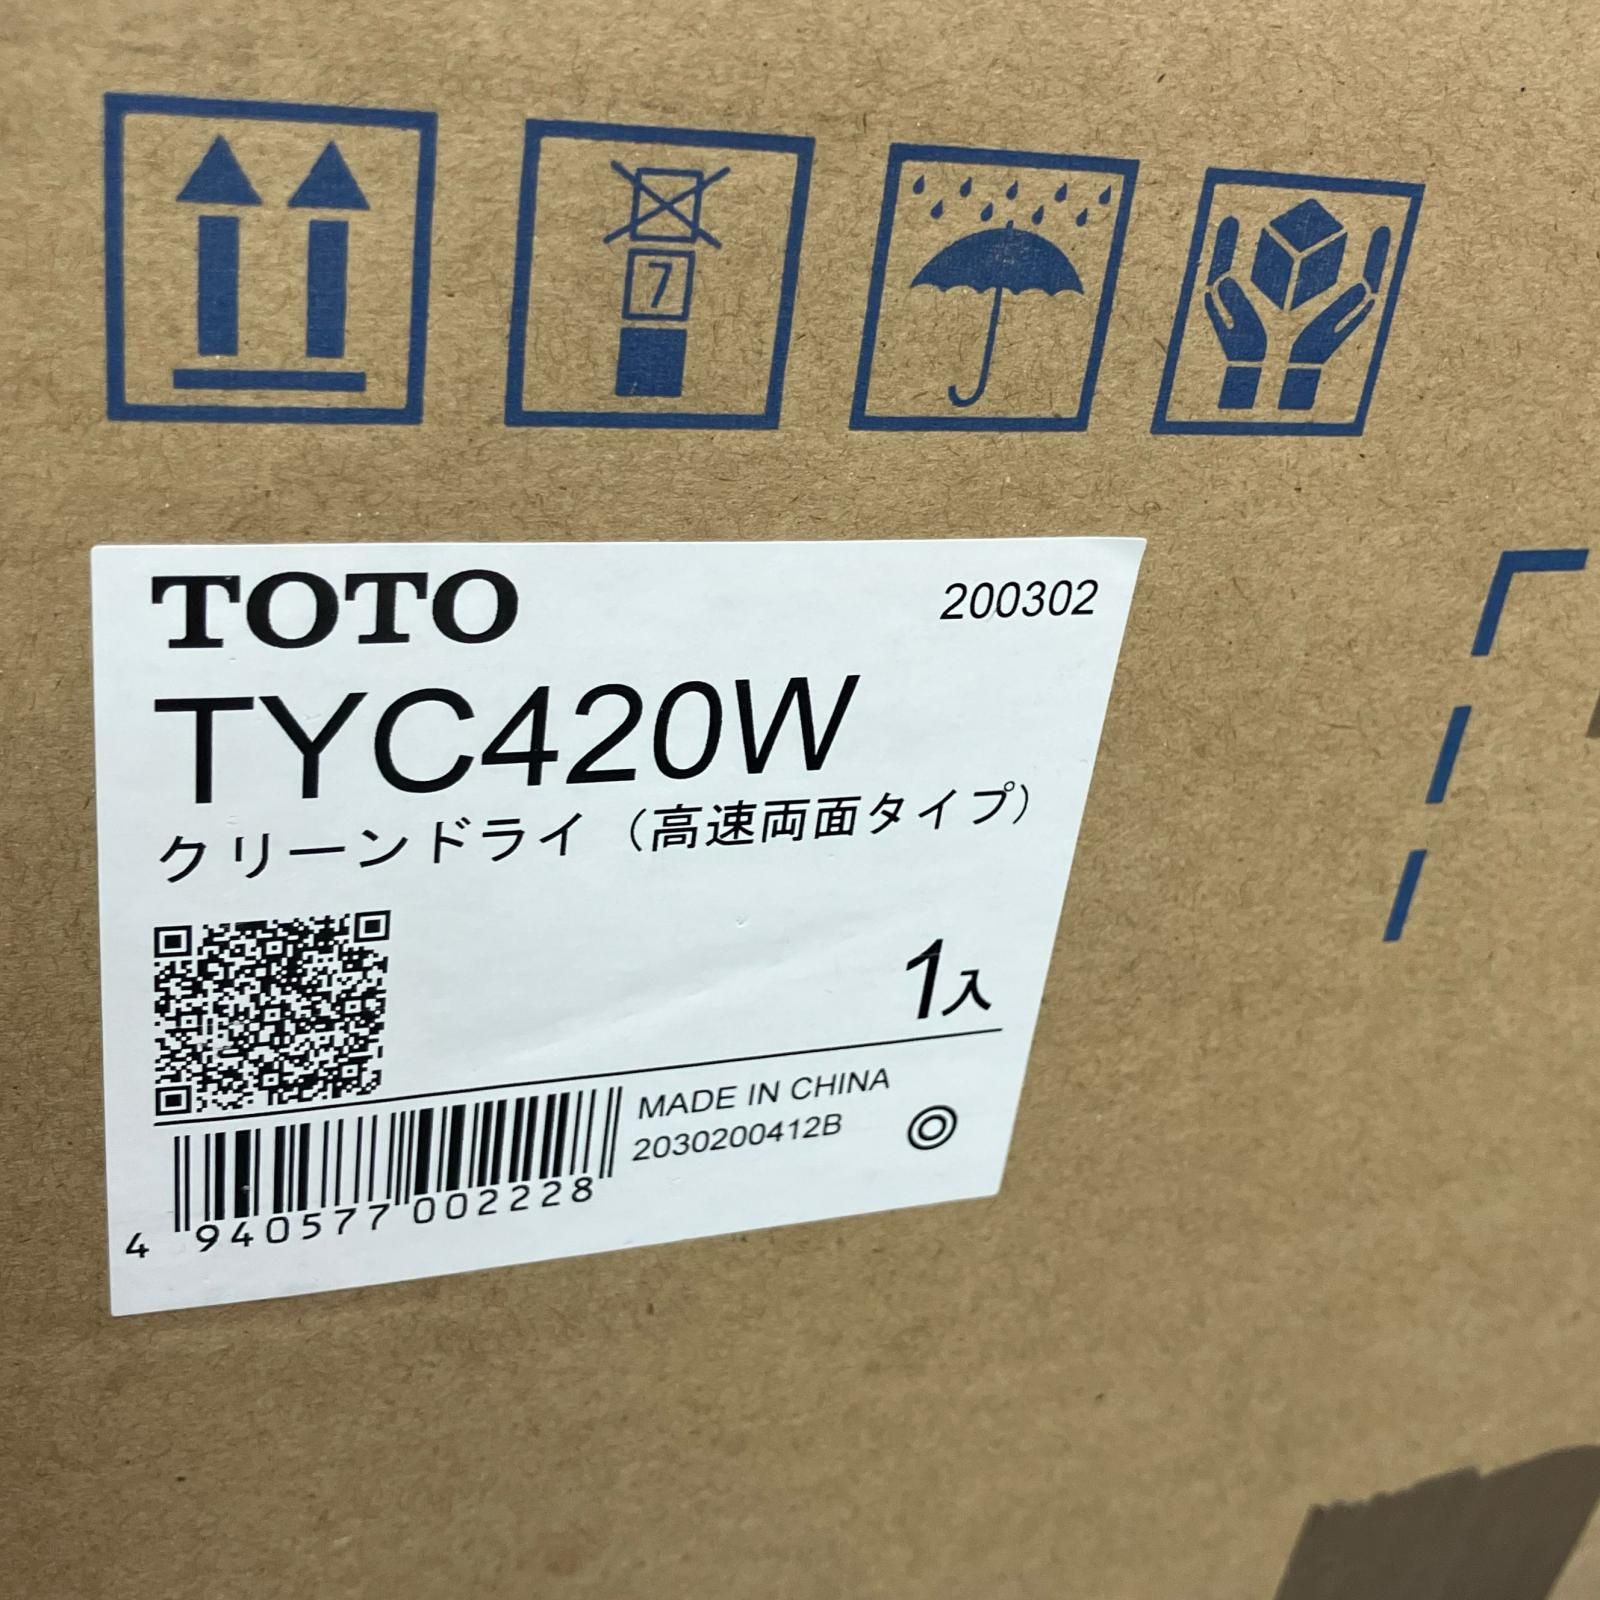 7
TOTO
200302
TYC420W
クリーンドライ（高速両面タイプ）
1入
MADE IN CHINA
2030200412B
4 940577 002228